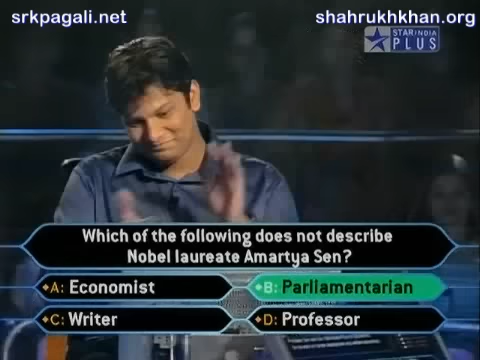 srkpagali.net
shahrukhkhan.org
STAR INDIA
PLUS
Which of the following does not describe
Nobel laureate Amartya Sen?
A: Economist
B: Parliamentarian
C: Writer
D: Professor